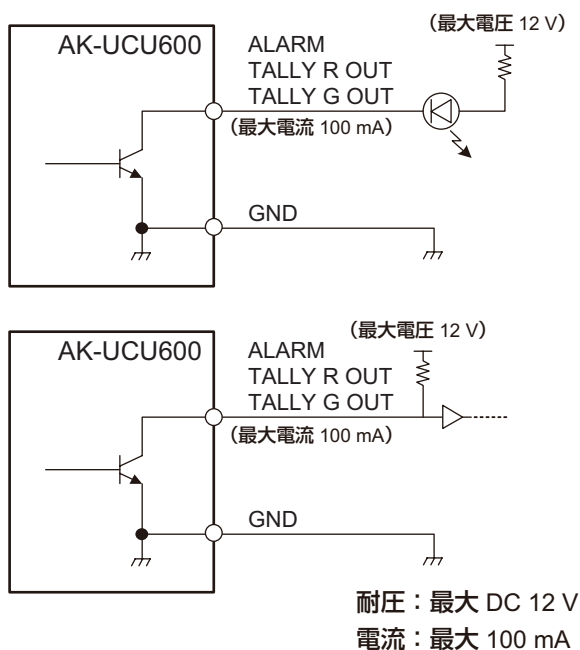 (最大電圧 12 V)
AK-UCU600
ALARM
TALLY R OUT
TALLY G OUT
(最大電流 100 mA)
GND
(最大電圧 12 V)
AK-UCU600
ALARM
TALLY R OUT
TALLY G OUT
(最大電流 100 mA)
GND
耐圧：最大 DC 12 V
電流：最大 100 mA